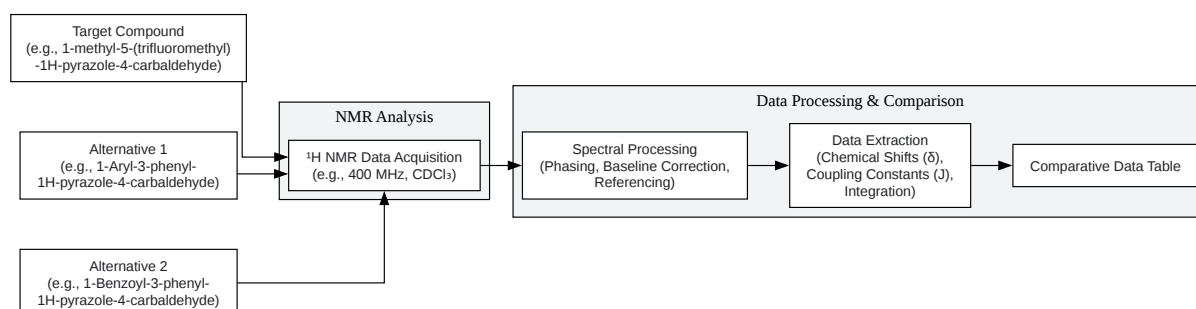 Target Compound
(e.g., 1-methyl-5-(trifluoromethyl)
-1H-pyrazole-4-carbaldehyde)
Alternative 1
(e.g., 1-Aryl-3-phenyl-
1H-pyrazole-4-carbaldehyde)
Alternative 2
(e.g., 1-Benzoyl-3-phenyl-
1H-pyrazole-4-carbaldehyde)
NMR Analysis
¹H NMR Data Acquisition
(e.g., 400 MHz, CDCl₃)
Data Processing & Comparison
Spectral Processing
(Phasing, Baseline Correction,
Referencing)
Data Extraction
(Chemical Shifts (δ),
Coupling Constants (J),
Integration)
Comparative Data Table